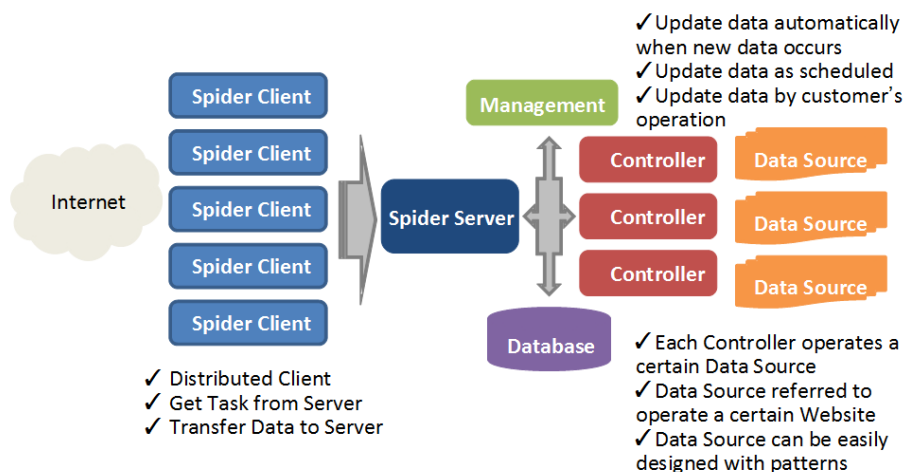 Internet
Spider Client
Spider Client
Spider Client
Spider Client
Spider Client
✓ Distributed Client
✓ Get Task from Server
✓ Transfer Data to Server
Spider Server
Management
Database
✓Update data automatically
when new data occurs
✓Update data as scheduled
✓Update data by customer’s
operation
Controller
Data Source
Controller
Data Source
Controller
Data Source
✓Each Controller operates a
certain Data Source
✓Data Source referred to
operate a certain Website
✓Data Source can be easily
designed with patterns